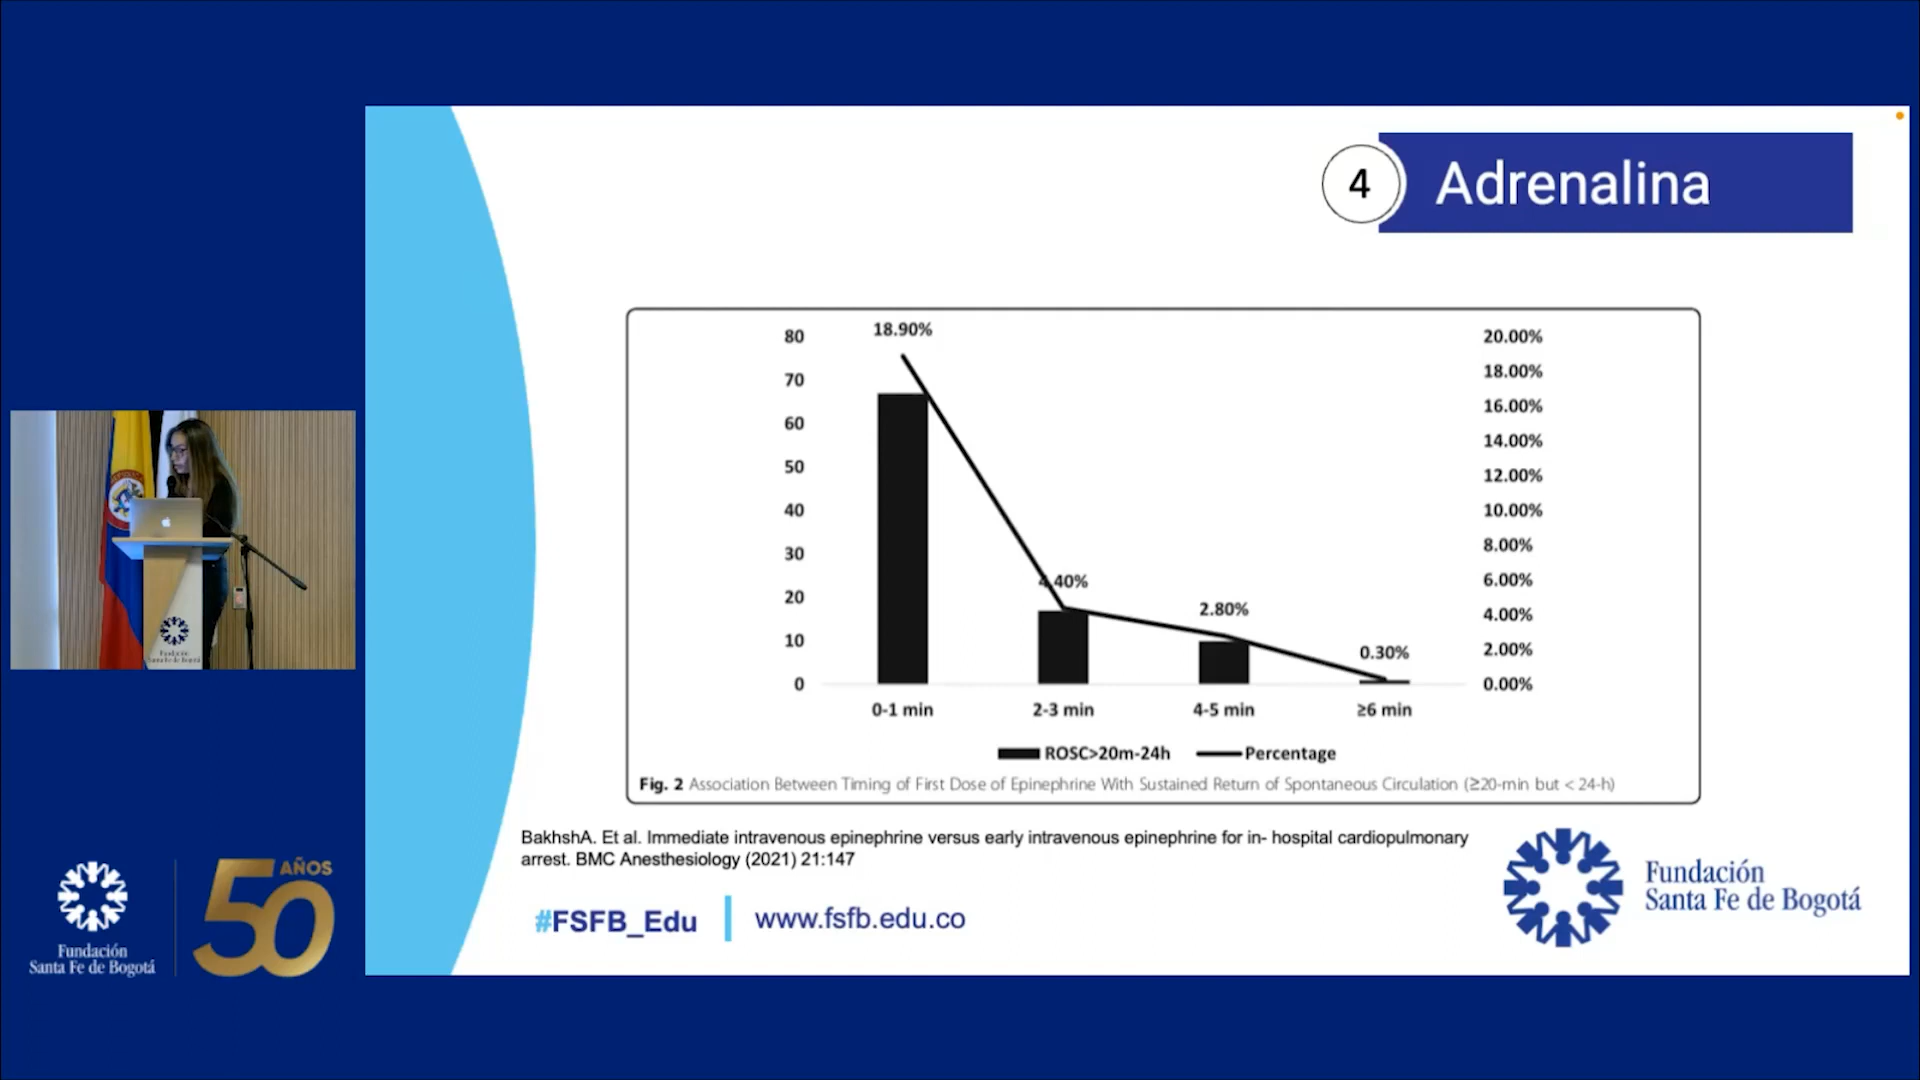 4
Adrenalina
80
70
60
50
40
30
20
10
0
18.90%
4.40%
2.80%
0.30%
20.00%
18.00%
16.00%
14.00%
12.00%
10.00%
8.00%
6.00%
4.00%
2.00%
0.00%
0-1 min
2-3 min
4-5 min
≥6 min
ROSC>20m-24h
Percentage
Fig. 2 Association Between Timing of First Dose of Epinephrine With Sustained Return of Spontaneous Circulation (≥20-min but < 24-h)
BakhshA. Et al. Immediate intravenous epinephrine versus early intravenous epinephrine for in- hospital cardiopulmonary
arrest. BMC Anesthesiology (2021) 21:147
#FSFB_Edu
www.fsfb.edu.co
Fundación
Santa Fe de Bogotá
Fundación
Santa Fe de Bogotá
Fundación
Santa Fe de Bogotá
50
AÑOS